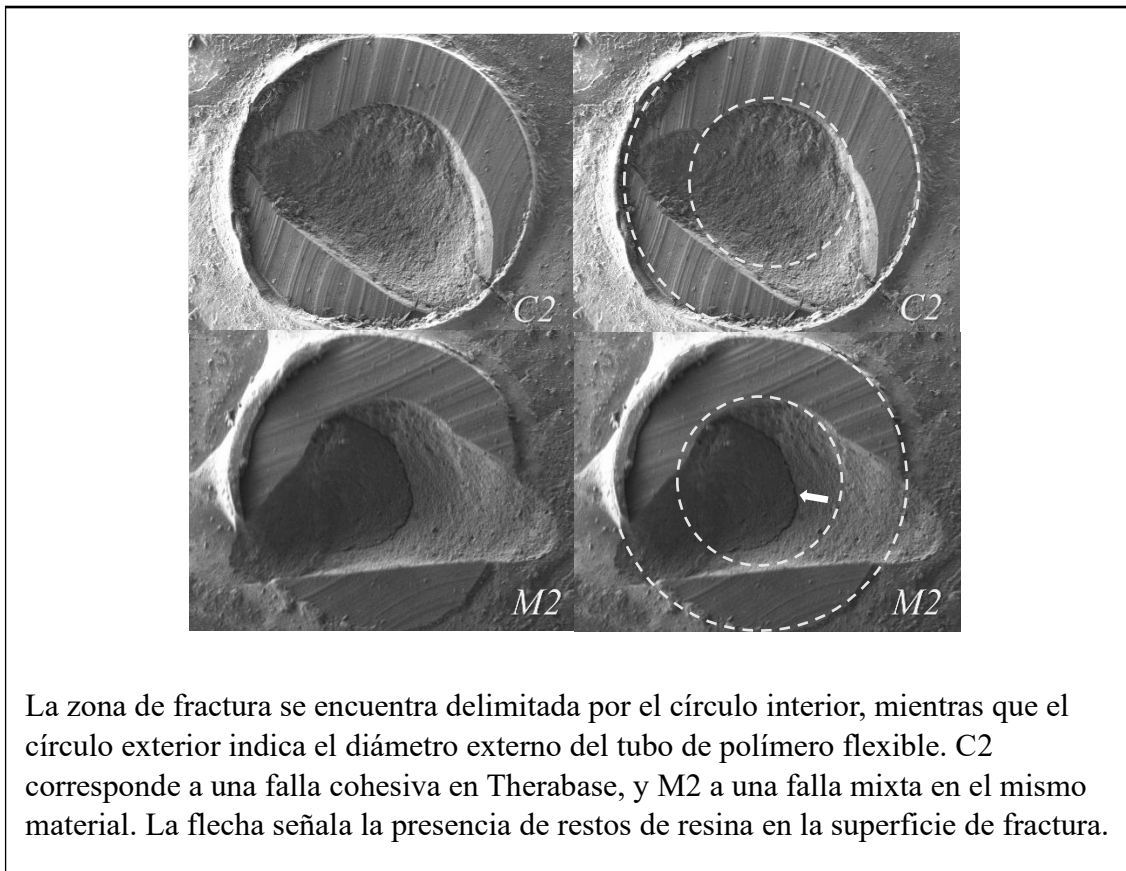 C2
C2
M2
M2
La zona de fractura se encuentra delimitada por el círculo interior, mientras que el
círculo exterior indica el diámetro externo del tubo de polímero flexible. C2
corresponde a una falla cohesiva en Therabase, y M2 a una falla mixta en el mismo
material. La flecha señala la presencia de restos de resina en la superficie de fractura.